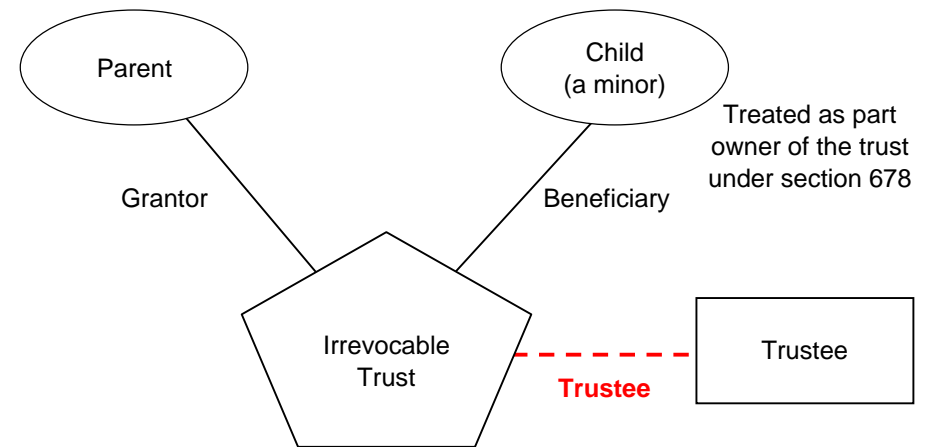 Parent
Child
(a minor)
Treated as part
owner of the trust
under section 678
Grantor
Beneficiary
Irrevocable
Trust
Trustee
Trustee